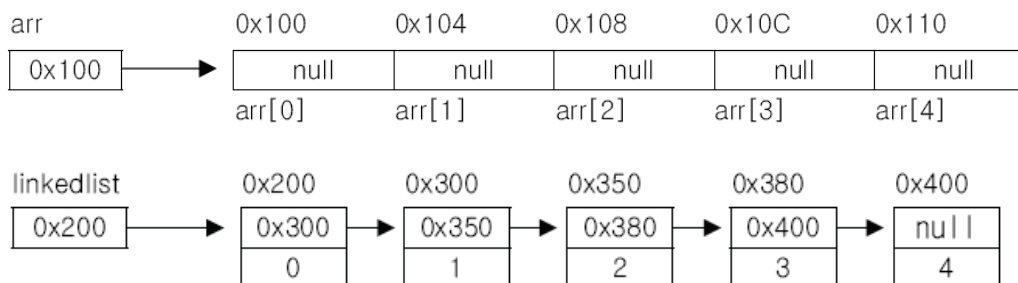 arr 0x100 0x104 0x108 0x10C 0x110
0x100 null null null null null
arr[0] arr[1] arr[2] arr[3] arr[4]
linkedlist 0x200 0x300 0x350 0x380 0x400
0x200 0x300 0x350 0x380 0x400 null
0 1 2 3 4